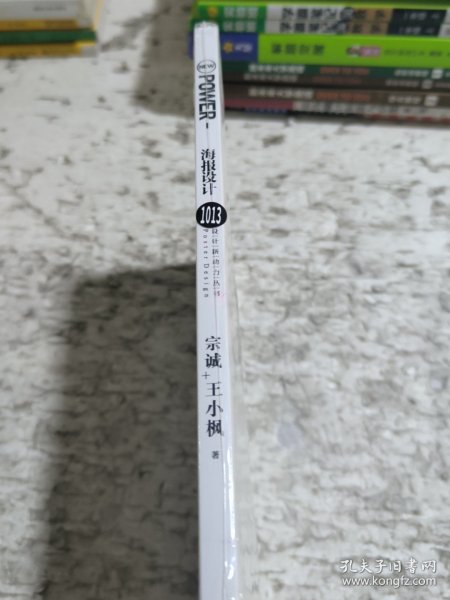 NEW
POWER-
海报设计
1013
设计新动力丛书
Poster Design
宗诚
+
王小枫
著
孔夫子旧书网
www.kongfz.com